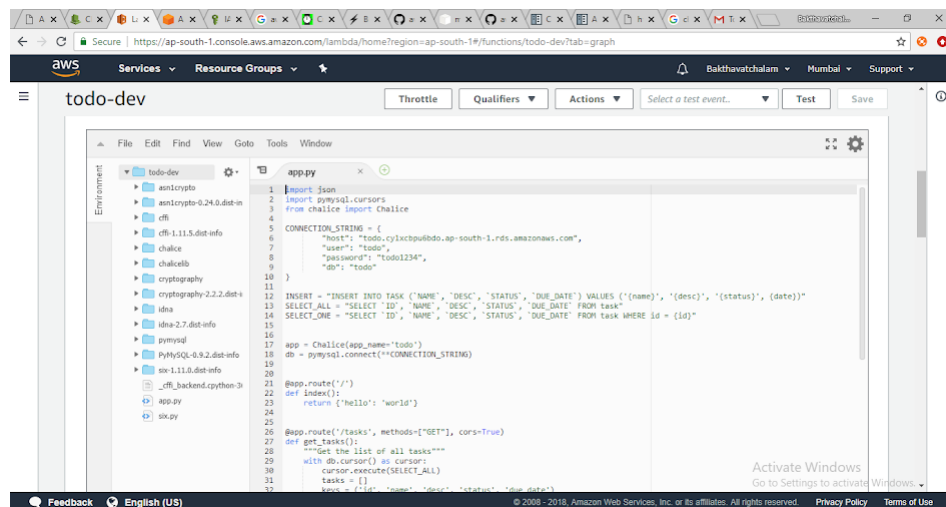 Secure | https://ap-south-1.console.aws.amazon.com/lambda/home?region=ap-south-1#/functions/todo-dev?tab=graph
aws Services Resource Groups Bakthavatchalam Mumbai Support
todo-dev Throttle Qualifiers Actions Select a test event.. Test Save
File Edit Find View Goto Tools Window
Environment
todo-dev
asn1crypto
asn1crypto-0.24.0.dist-in
cffi
cffi-1.11.5.dist-info
chalice
chalicelib
cryptography
cryptography-2.2.2.dist-i
idna
idna-2.7.dist-info
pymysql
PyMySQL-0.9.2.dist-info
six-1.11.0.dist-info
_cffi_backend.cpython-3
app.py
six.py
app.py
1 import json
2 import pymysql.cursors
3 from chalice import Chalice
4
5 CONNECTION_STRING = {
6 "host": "todo.cylxcbpu6bdo.ap-south-1.rds.amazonaws.com",
7 "user": "todo",
8 "password": "todo1234",
9 "db": "todo"
10 }
11
12 INSERT = "INSERT INTO TASK (`NAME`, `DESC`, `STATUS`, `DUE_DATE`) VALUES ('{name}', '{desc}', '{status}', {date})"
13 SELECT_ALL = "SELECT `ID`, `NAME`, `DESC`, `STATUS`, `DUE_DATE` FROM task"
14 SELECT_ONE = "SELECT `ID`, `NAME`, `DESC`, `STATUS`, `DUE_DATE` FROM task WHERE id = {id}"
15
16
17 app = Chalice(app_name='todo')
18 db = pymysql.connect(**CONNECTION_STRING)
19
20
21 @app.route('/')
22 def index():
23 return {'hello': 'world'}
24
25
26 @app.route('/tasks', methods=["GET"], cors=True)
27 def get_tasks():
28 """Get the list of all tasks"""
29 with db.cursor() as cursor:
30 cursor.execute(SELECT_ALL)
31 tasks = []
32 keys = ('id', 'name', 'desc', 'status', 'due_date')
Activate Windows
Go to Settings to activate Windows.
Feedback English (US) © 2008 - 2018, Amazon Web Services, Inc. or its affiliates. All rights reserved. Privacy Policy Terms of Use